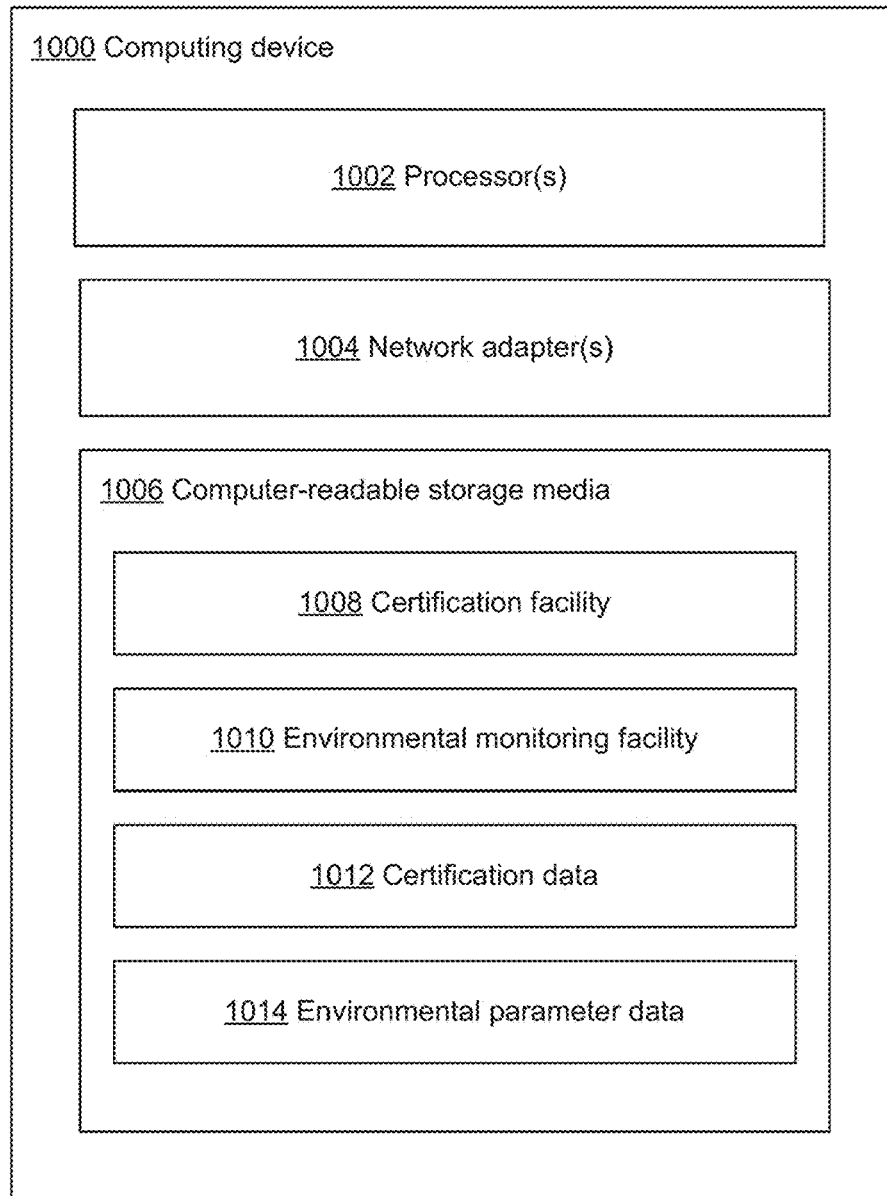 1000 Computing device
1002 Processor(s)
1004 Network adapter(s)
1006 Computer-readable storage media
1008 Certification facility
1010 Environmental monitoring facility
1012 Certification data
1014 Environmental parameter data